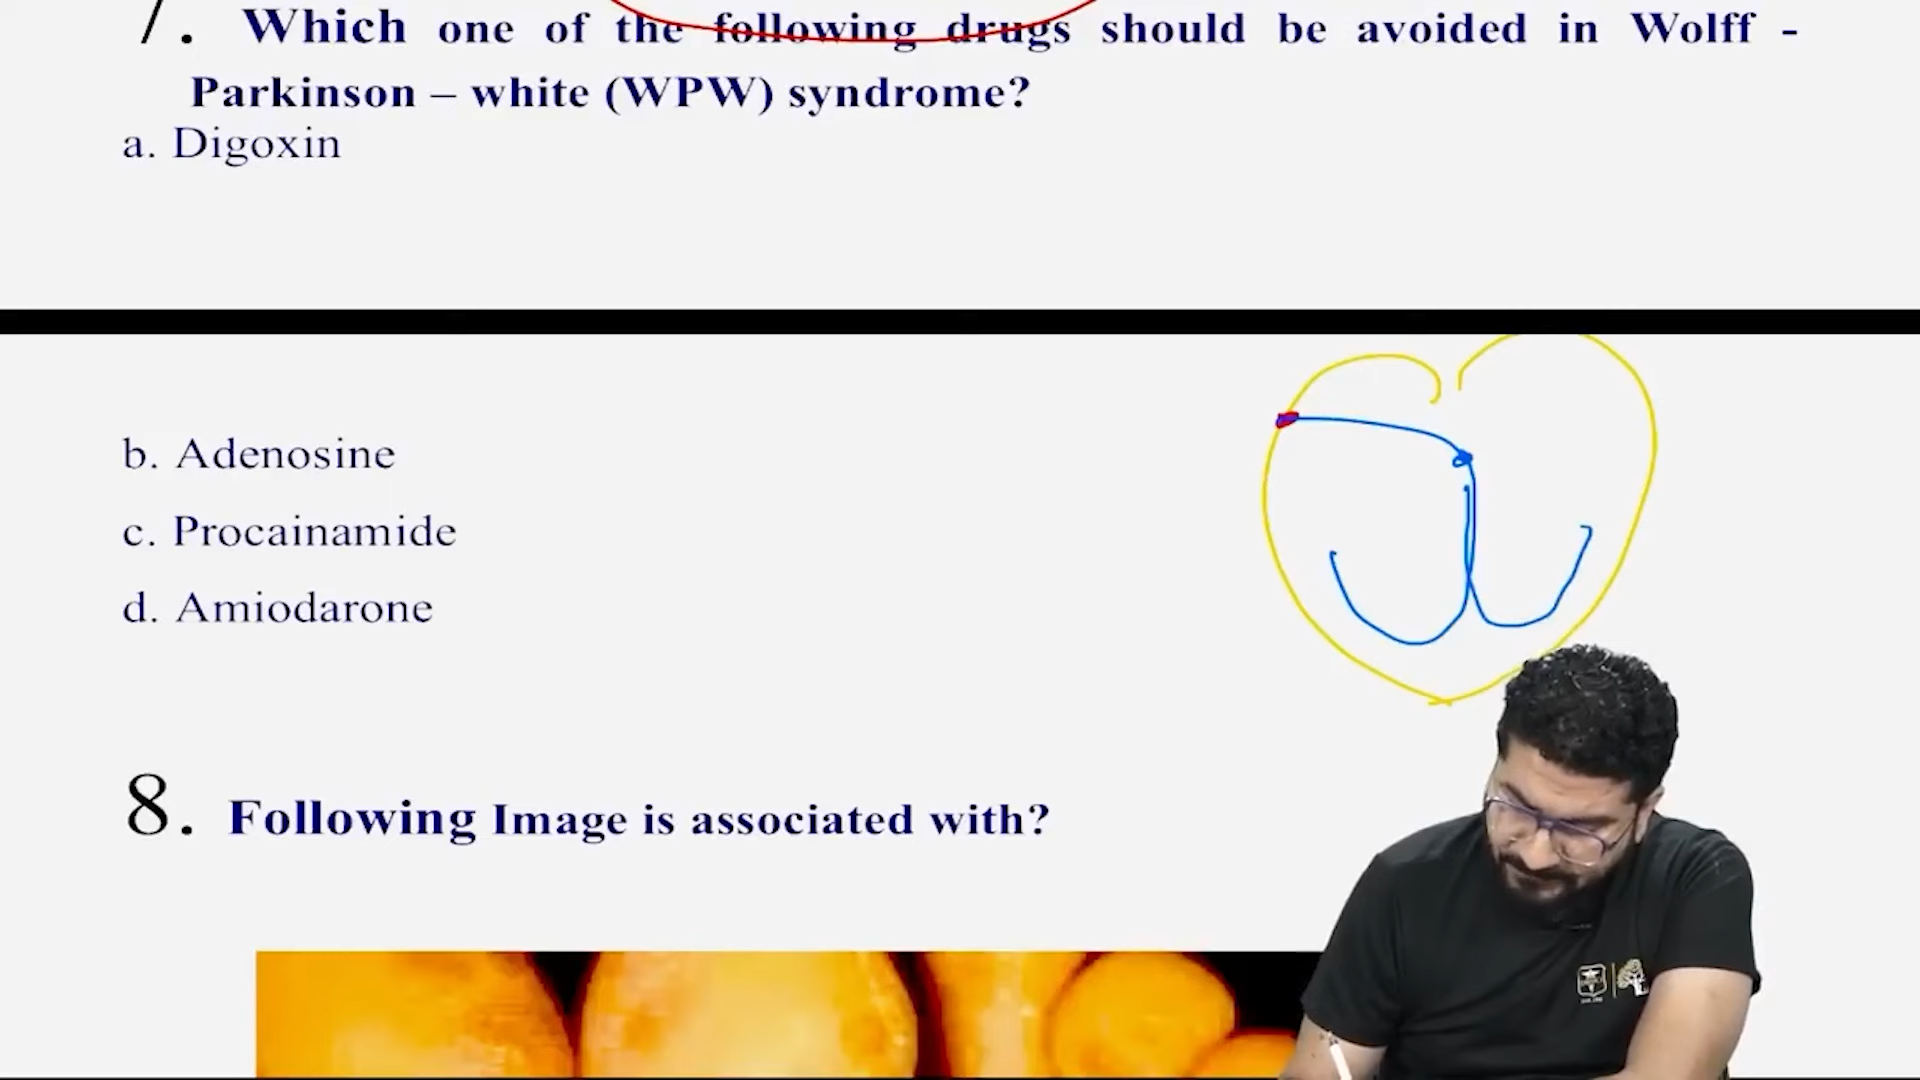 7. Which one of the following drugs should be avoided in Wolff -
Parkinson – white (WPW) syndrome?
a. Digoxin
b. Adenosine
c. Procainamide
d. Amiodarone
8. Following Image is associated with?